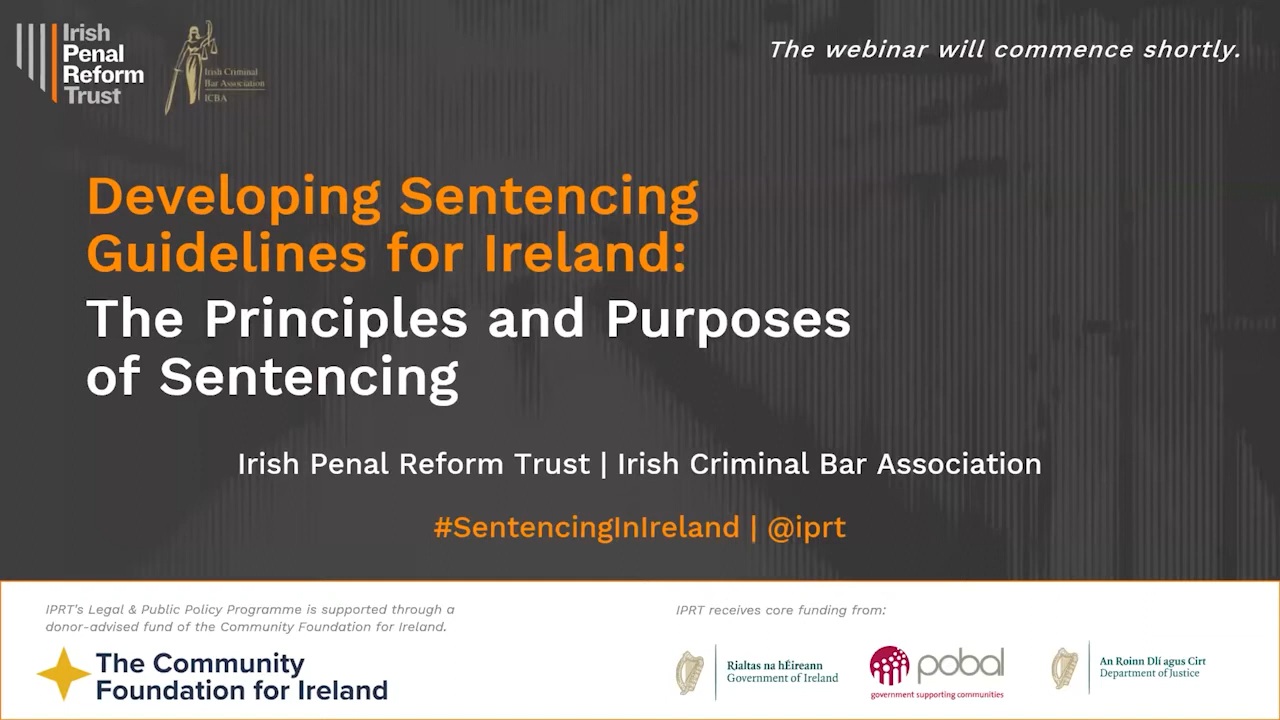 Irish
Penal
Reform
Trust
Irish Criminal
Bar Association
ICBA
The webinar will commence shortly.
Developing Sentencing
Guidelines for Ireland:
The Principles and Purposes
of Sentencing
Irish Penal Reform Trust | Irish Criminal Bar Association
#SentencingInIreland | @iprt
IPRT's Legal & Public Policy Programme is supported through a
donor-advised fund of the Community Foundation for Ireland.
The Community
Foundation for Ireland
IPRT receives core funding from:
Rialtas na hÉireann
Government of Ireland
pobal
government supporting communities
An Roinn Dlí agus Cirt
Department of Justice